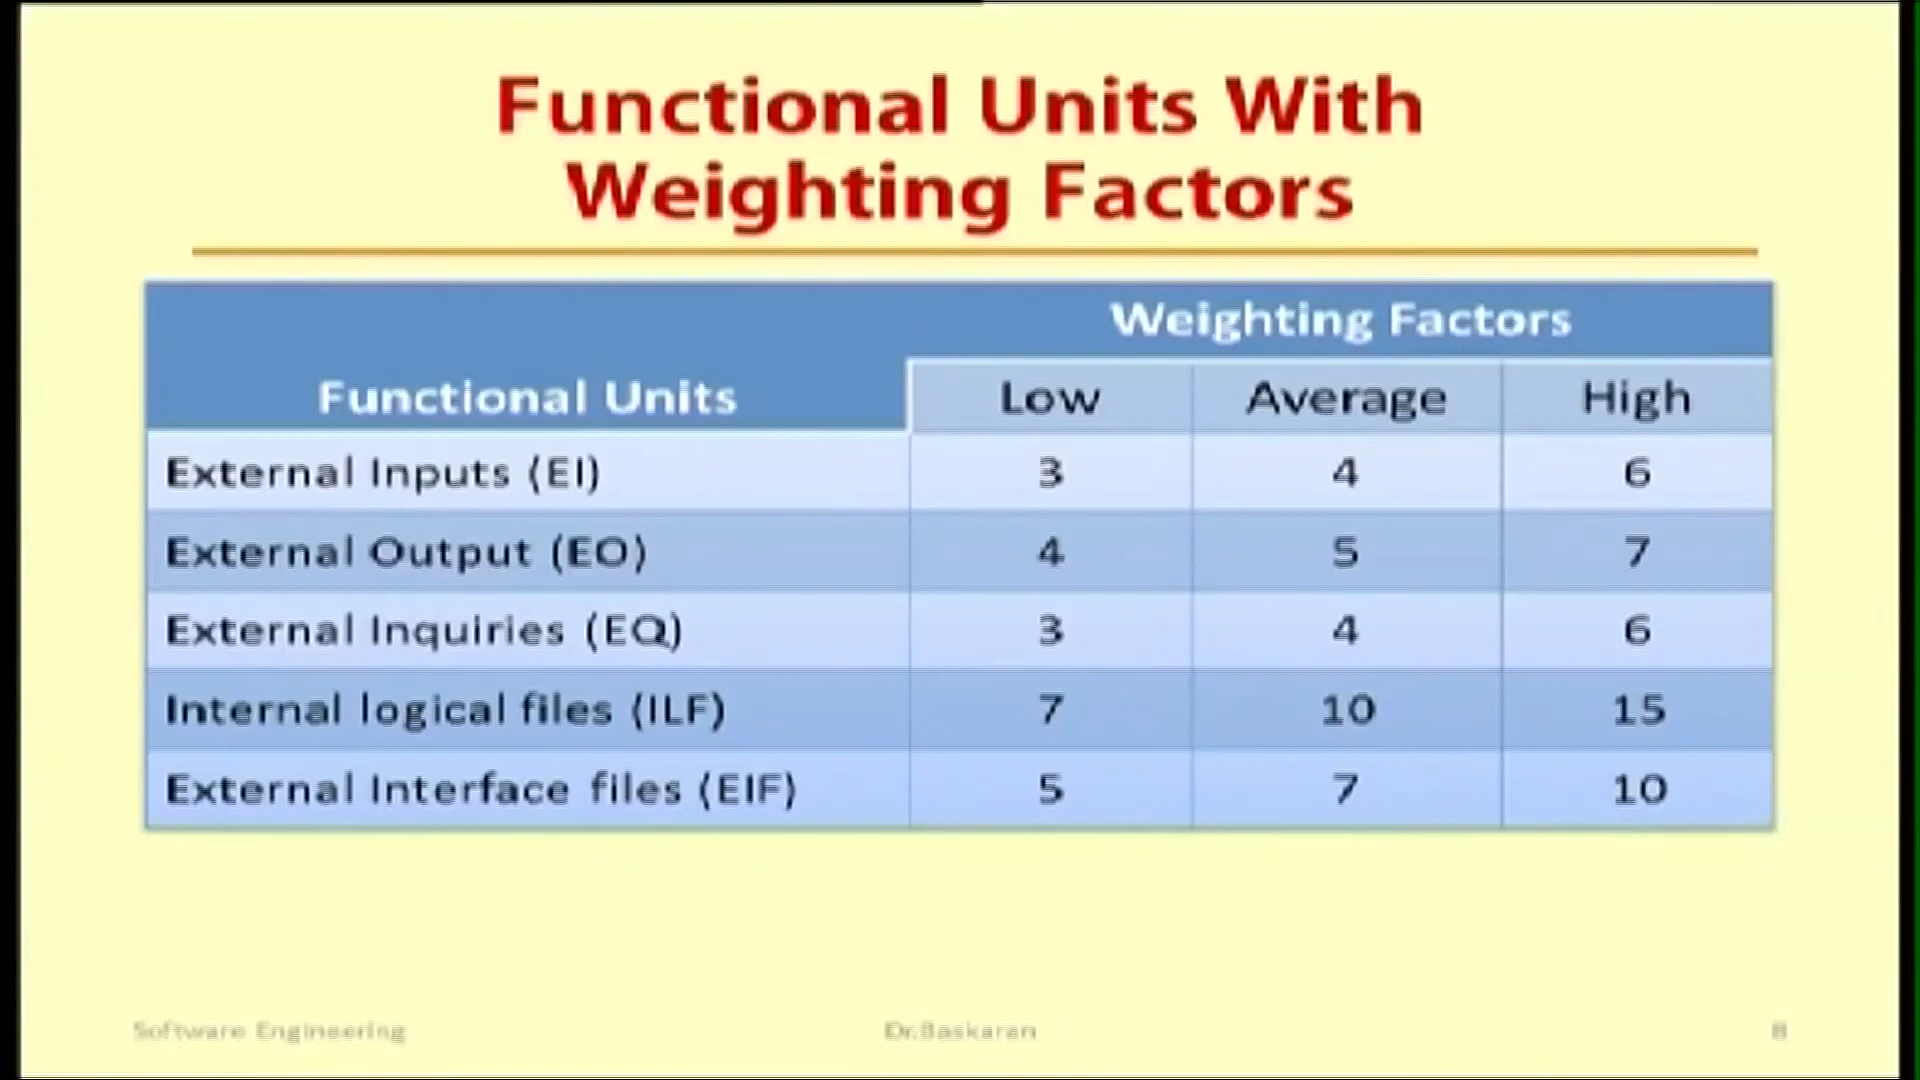 Functional Units With
Weighting Factors
Weighting Factors
Functional Units Low Average High
External Inputs (EI) 3 4 6
External Output (EO) 4 5 7
External Inquiries (EQ) 3 4 6
Internal logical files (ILF) 7 10 15
External Interface files (EIF) 5 7 10
Software Engineering Dr.Baskaran 8